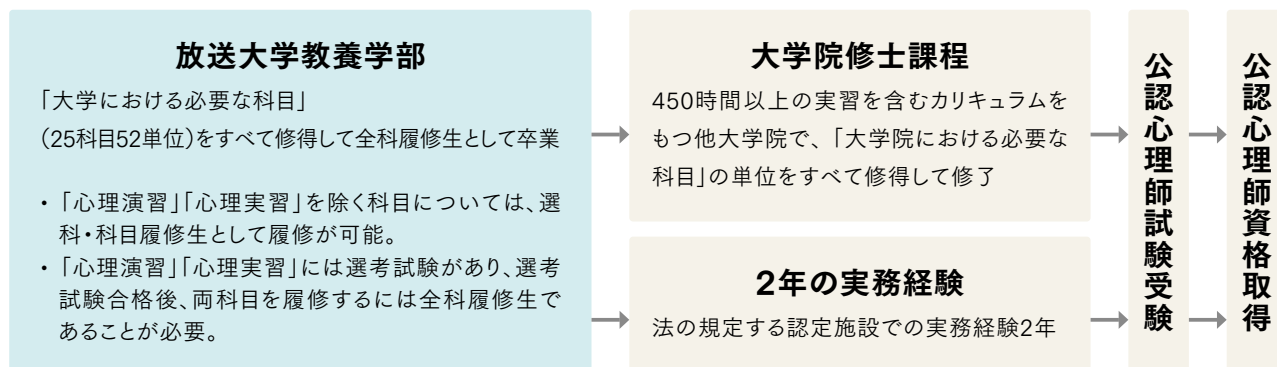 放送大学教養学部
「大学における必要な科目」
(25科目52単位)をすべて修得して全科履修生として卒業
・「心理演習」「心理実習」を除く科目については、選
科・科目履修生として履修が可能。
・「心理演習」「心理実習」には選考試験があり、選考
試験合格後、両科目を履修するには全科履修生で
あることが必要。
大学院修士課程
450時間以上の実習を含むカリキュラムを
もつ他大学院で、「大学院における必要な
科目」の単位をすべて修得して修了
2年の実務経験
法の規定する認定施設での実務経験2年
公認心理師試験受験
公認心理師資格取得